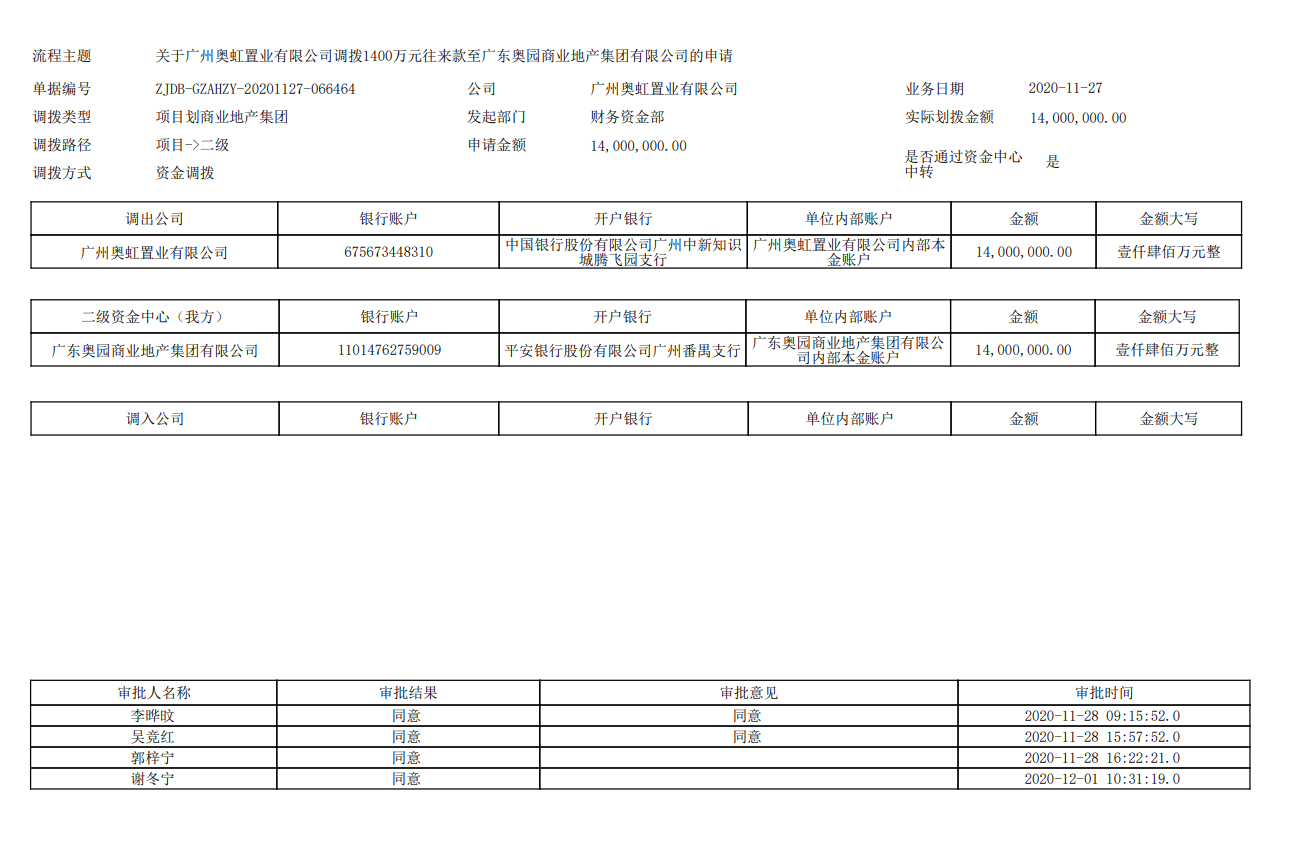 流程主题 关于广州奥虹置业有限公司调拨1400万元往来款至广东奥园商业地产集团有限公司的申请
单据编号 ZJDB-GZAHZY-20201127-066464 公司 广州奥虹置业有限公司 业务日期 2020-11-27
调拨类型 项目划商业地产集团 发起部门 财务资金部 实际划拨金额 14,000,000.00
调拨路径 项目->二级 申请金额 14,000,000.00
是否通过资金中心
中转 是
调拨方式 资金调拨
调出公司 银行账户 开户银行 单位内部账户 金额 金额大写
广州奥虹置业有限公司 675673448310 中国银行股份有限公司广州中新知识
城腾飞园支行 广州奥虹置业有限公司内部本
金账户 14,000,000.00 壹仟肆佰万元整
二级资金中心（我方） 银行账户 开户银行 单位内部账户 金额 金额大写
广东奥园商业地产集团有限公司 11014762759009 平安银行股份有限公司广州番禺支行 广东奥园商业地产集团有限公
司内部本金账户 14,000,000.00 壹仟肆佰万元整
调入公司 银行账户 开户银行 单位内部账户 金额 金额大写
审批人名称 审批结果 审批意见 审批时间
李晔旼 同意 同意 2020-11-28 09:15:52.0
吴竞红 同意 同意 2020-11-28 15:57:52.0
郭梓宁 同意 2020-11-28 16:22:21.0
谢冬宁 同意 2020-12-01 10:31:19.0